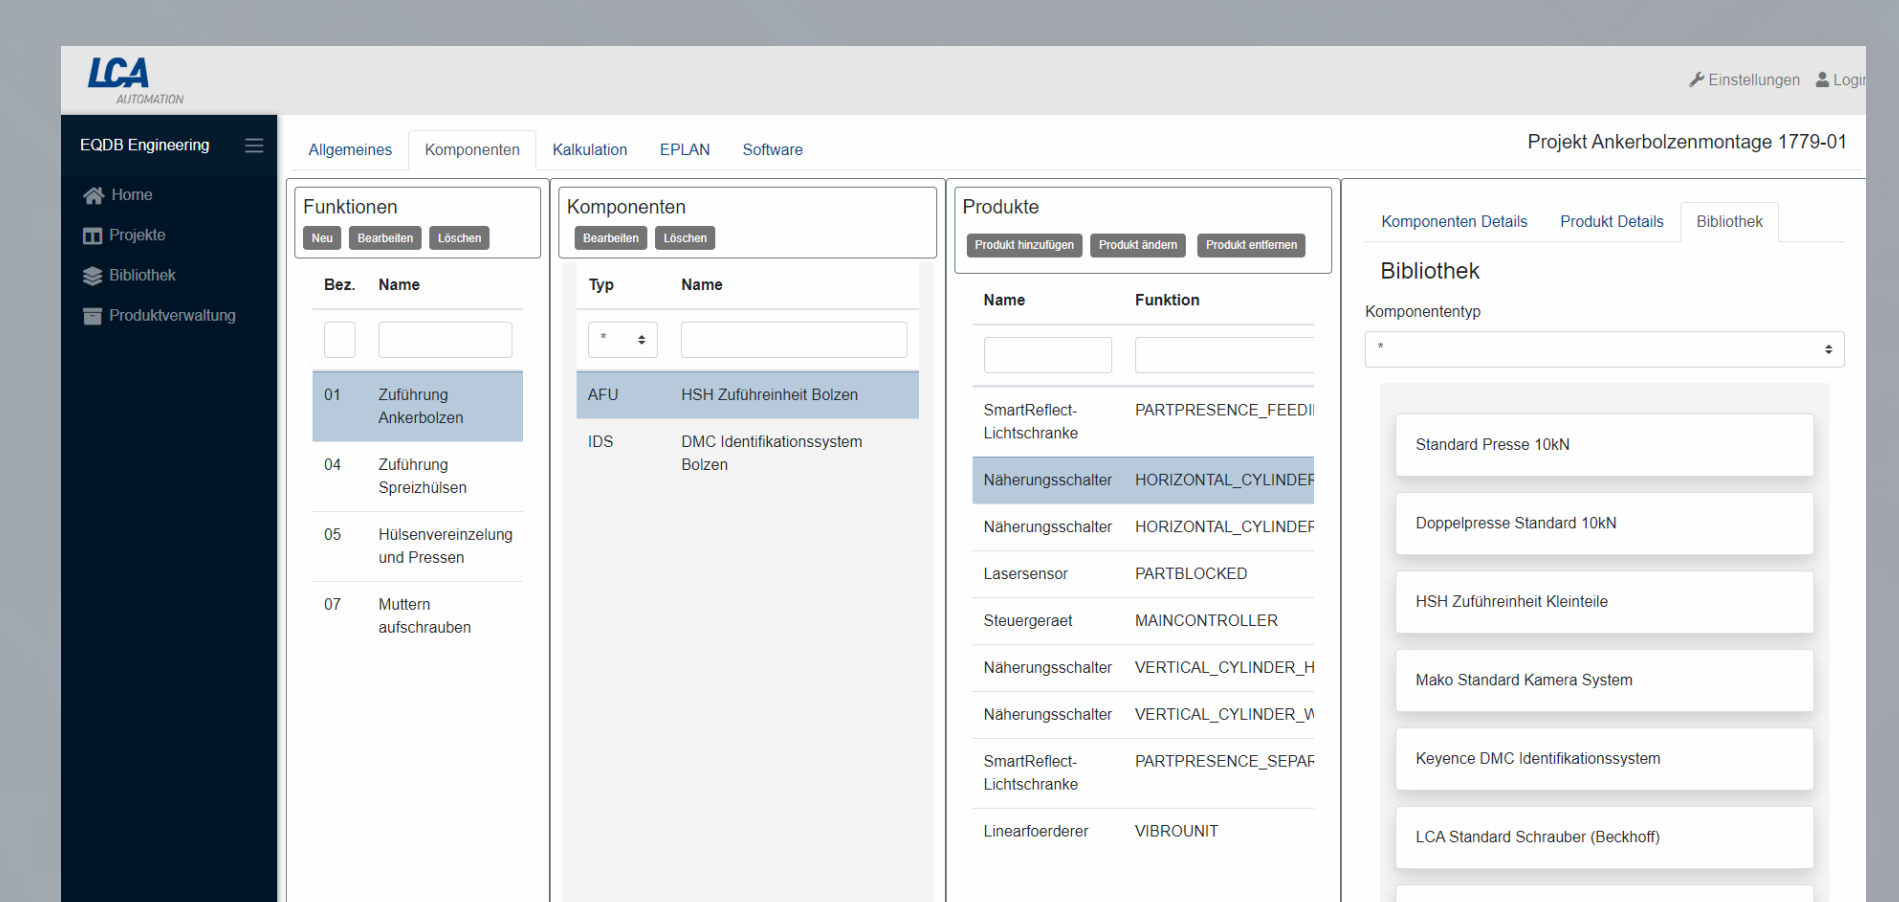 LCA
AUTOMATION
Einstellungen
Login
EQDB Engineering
Home
Projekte
Bibliothek
Produktverwaltung
Allgemeines
Komponenten
Kalkulation
EPLAN
Software
Projekt Ankerbolzenmontage 1779-01
Funktionen
Neu
Bearbeiten
Löschen
Bez.
Name
01
Zuführung
Ankerbolzen
04
Zuführung
Spreizhülsen
05
Hülsenvereinzelung
und Pressen
07
Muttern
aufschrauben
Komponenten
Bearbeiten
Löschen
Typ
Name
*
AFU
HSH Zuführeinheit Bolzen
IDS
DMC Identifikationssystem
Bolzen
Produkte
Produkt hinzufügen
Produkt ändern
Produkt entfernen
Name
Funktion
SmartReflect-
Lichtschranke
PARTPRESENCE_FEEDI
Näherungsschalter
HORIZONTAL_CYLINDER
Näherungsschalter
HORIZONTAL_CYLINDER
Lasersensor
PARTBLOCKED
Steuergeraet
MAINCONTROLLER
Näherungsschalter
VERTICAL_CYLINDER_H
Näherungsschalter
VERTICAL_CYLINDER_W
SmartReflect-
Lichtschranke
PARTPRESENCE_SEPAR
Linearfoerderer
VIBROUNIT
Komponenten Details
Produkt Details
Bibliothek
Bibliothek
Komponententyp
*
Standard Presse 10kN
Doppelpresse Standard 10kN
HSH Zuführeinheit Kleinteile
Mako Standard Kamera System
Keyence DMC Identifikationssystem
LCA Standard Schrauber (Beckhoff)